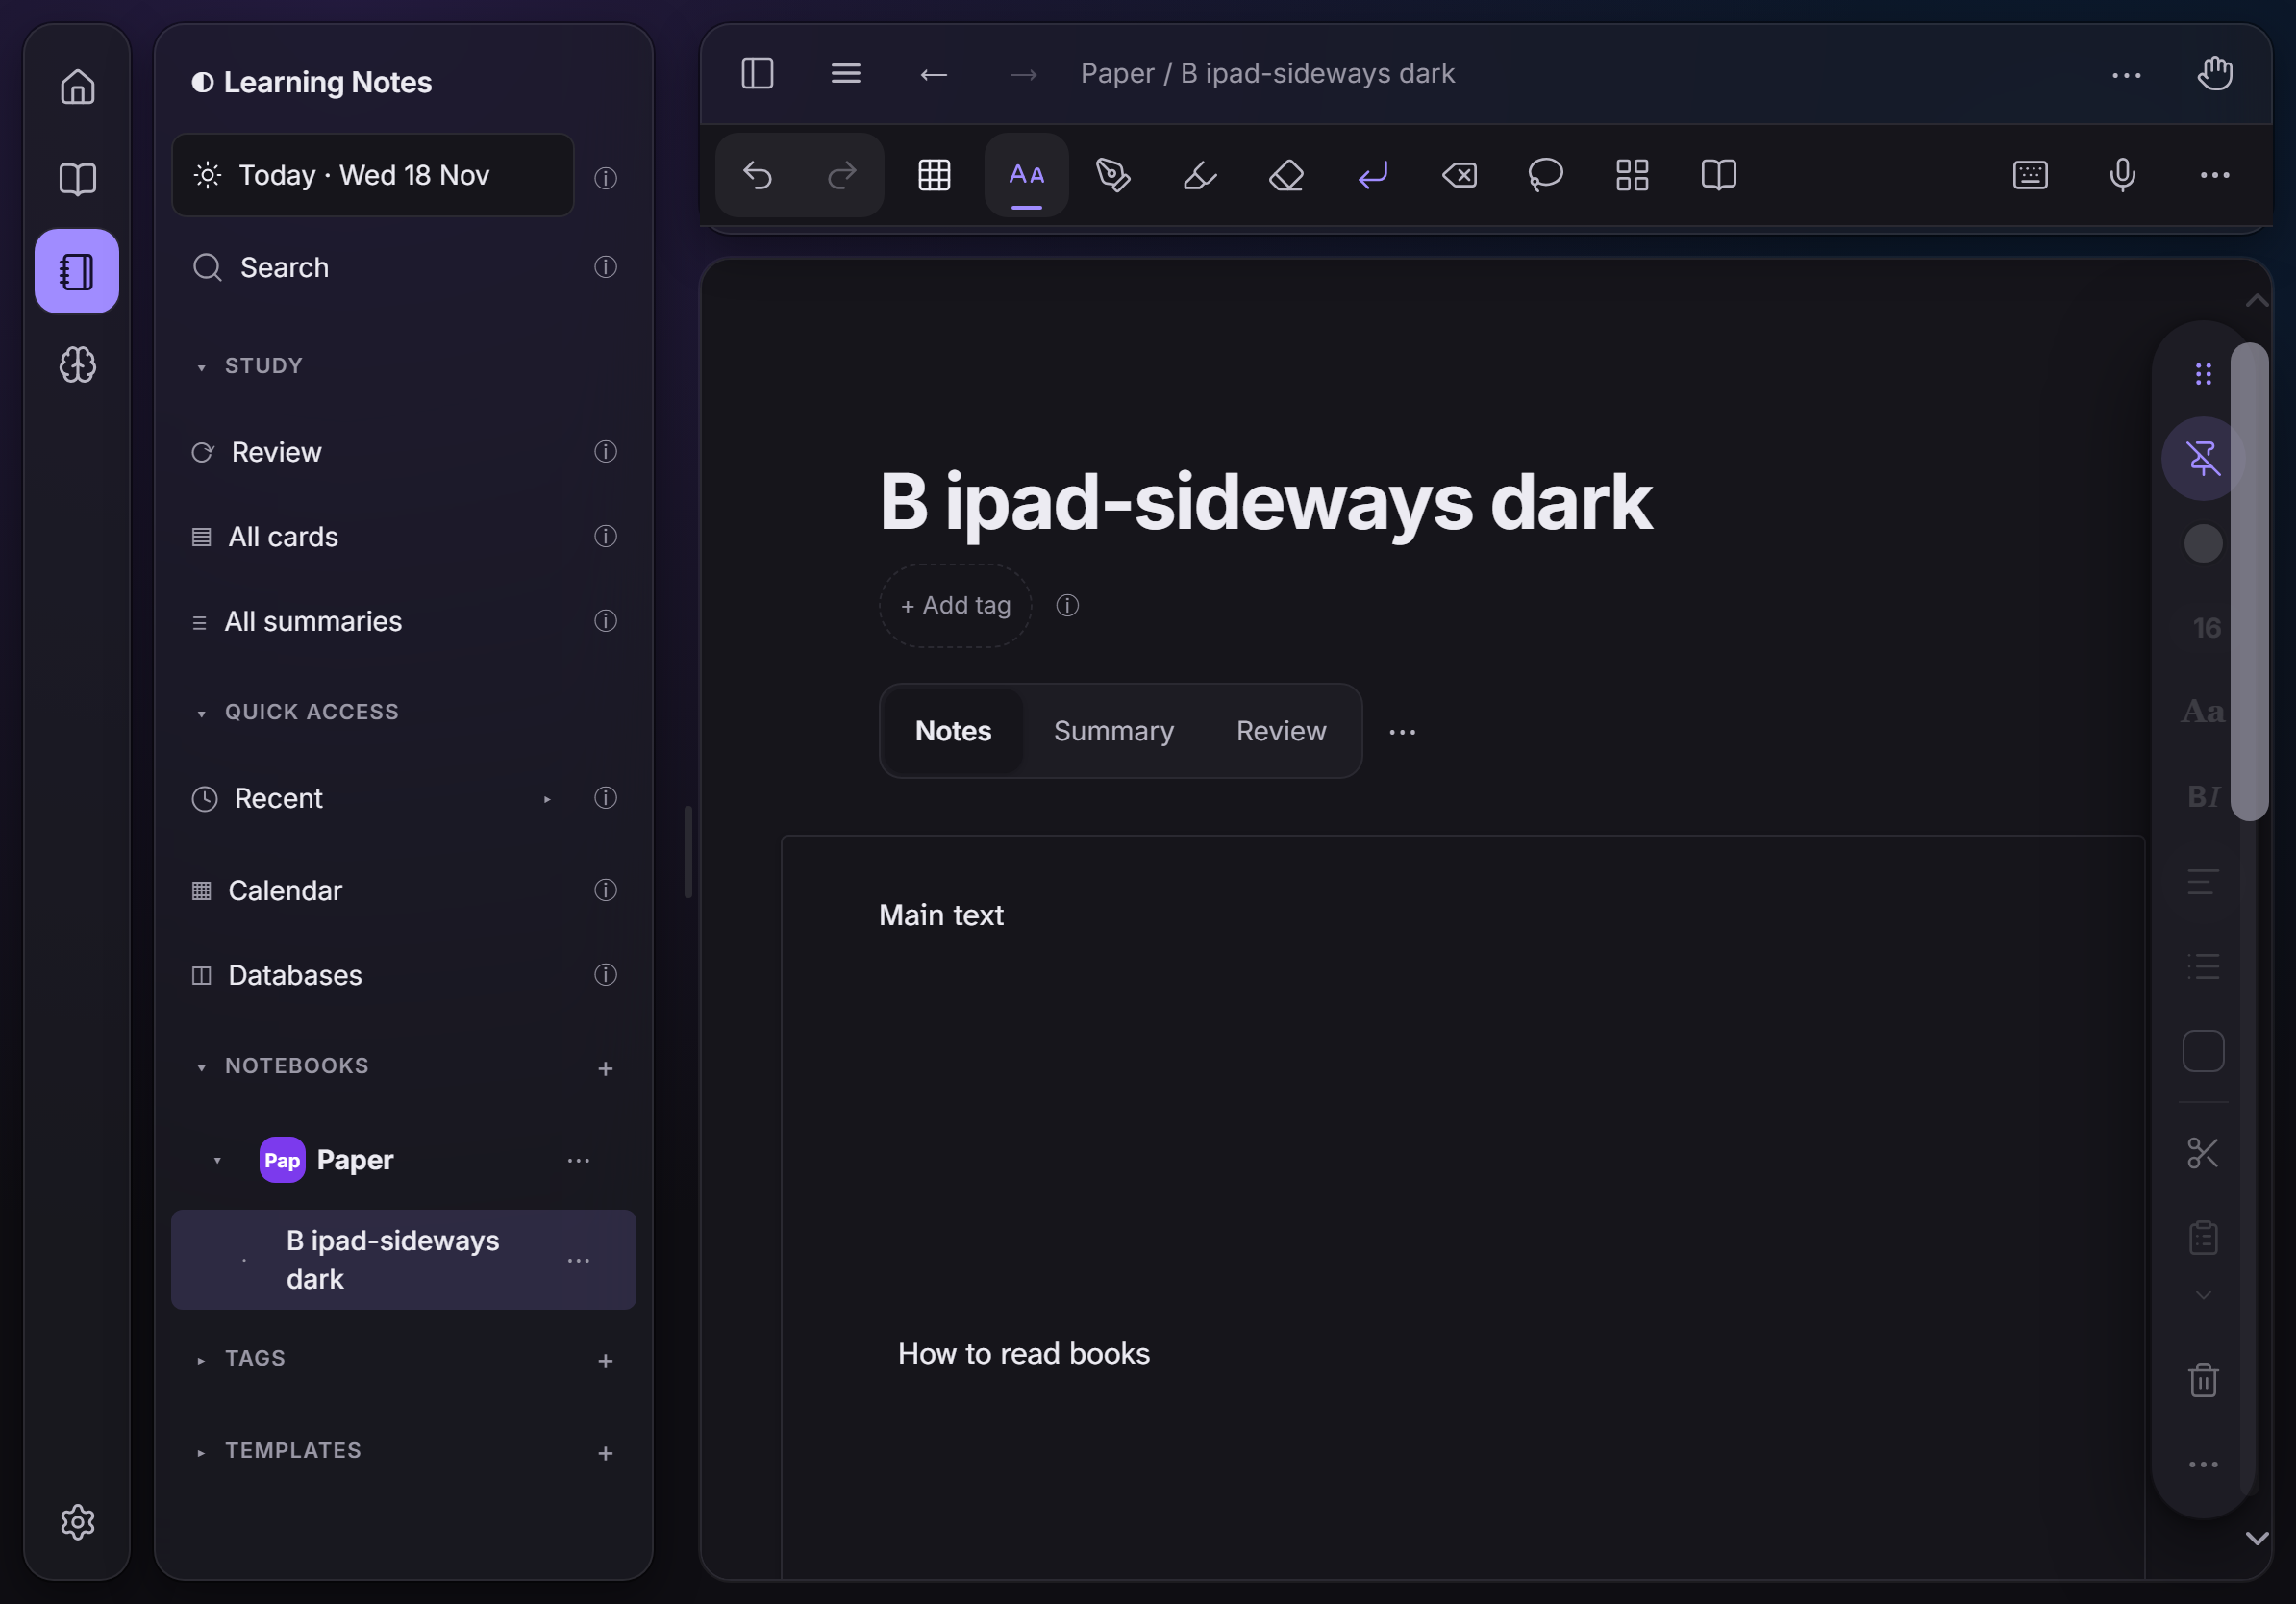 Learning Notes
Today · Wed 18 Nov
Search
STUDY
Review
All cards
All summaries
QUICK ACCESS
Recent
Calendar
Databases
NOTEBOOKS
Pap Paper
B ipad-sideways
dark
TAGS
TEMPLATES
Paper / B ipad-sideways dark
AA
B ipad-sideways dark
+ Add tag
Notes Summary Review
Main text
How to read books
16
Aa
BI